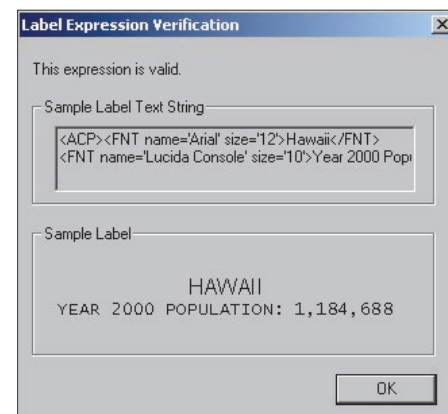 Label Expression Verification
This expression is valid.
Sample Label Text String
<ACP><FNT name='Arial' size='12'>Hawaii</FNT>
<FNT name='Lucida Console' size='10'>Year 2000 Popu
Sample Label
HAWAII
YEAR 2000 POPULATION: 1,184,688
OK